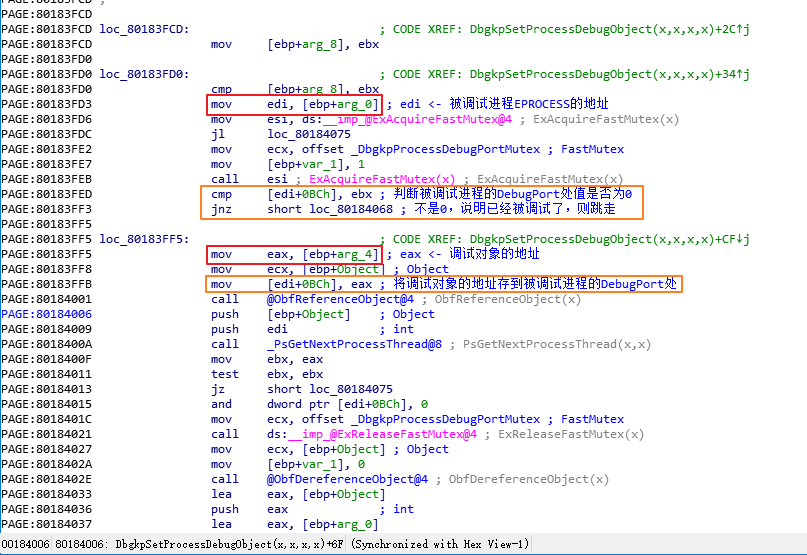 PAGE:80183FCD ;
PAGE:80183FCD
PAGE:80183FCD loc_80183FCD: ; CODE XREF: DbgkpSetProcessDebugObject(x,x,x,x)+2C↑j
PAGE:80183FCD mov [ebp+arg_8], ebx
PAGE:80183FD0
PAGE:80183FD0 loc_80183FD0: ; CODE XREF: DbgkpSetProcessDebugObject(x,x,x,x)+34↑j
PAGE:80183FD0 cmp [ebp+arg_8], ebx
PAGE:80183FD3 mov edi, [ebp+arg_0] ; edi <- 被调试进程EPROCESS的地址
PAGE:80183FD6 mov esi, ds:__imp_@ExAcquireFastMutex@4 ; ExAcquireFastMutex(x)
PAGE:80183FDC jl loc_80184075
PAGE:80183FE2 mov ecx, offset _DbgkpProcessDebugPortMutex ; FastMutex
PAGE:80183FE7 mov [ebp+var_1], 1
PAGE:80183FEB call esi ; ExAcquireFastMutex(x) ; ExAcquireFastMutex(x)
PAGE:80183FED cmp [edi+0BCh], ebx ; 判断被调试进程的DebugPort处值是否为0
PAGE:80183FF3 jnz short loc_80184068 ; 不是0，说明已经被调试了，则跳走
PAGE:80183FF5
PAGE:80183FF5 loc_80183FF5: ; CODE XREF: DbgkpSetProcessDebugObject(x,x,x,x)+CF↓j
PAGE:80183FF5 mov eax, [ebp+arg_4] ; eax <- 调试对象的地址
PAGE:80183FF8 mov ecx, [ebp+Object] ; Object
PAGE:80183FFB mov [edi+0BCh], eax ; 将调试对象的地址存到被调试进程的DebugPort处
PAGE:80184001 call @ObfReferenceObject@4 ; ObfReferenceObject(x)
PAGE:80184006 push [ebp+Object] ; Object
PAGE:80184009 push edi ; int
PAGE:8018400A call _PsGetNextProcessThread@8 ; PsGetNextProcessThread(x,x)
PAGE:8018400F mov ebx, eax
PAGE:80184011 test ebx, ebx
PAGE:80184013 jz short loc_80184075
PAGE:80184015 and dword ptr [edi+0BCh], 0
PAGE:8018401C mov ecx, offset _DbgkpProcessDebugPortMutex ; FastMutex
PAGE:80184021 call ds:__imp_@ExReleaseFastMutex@4 ; ExReleaseFastMutex(x)
PAGE:80184027 mov ecx, [ebp+Object] ; Object
PAGE:8018402A mov [ebp+var_1], 0
PAGE:8018402E call @ObfDereferenceObject@4 ; ObfDereferenceObject(x)
PAGE:80184033 lea eax, [ebp+Object]
PAGE:80184036 push eax ; int
PAGE:80184037 lea eax, [ebp+arg_0]
00184006 80184006: DbgkpSetProcessDebugObject(x,x,x,x)+6F (Synchronized with Hex View-1)